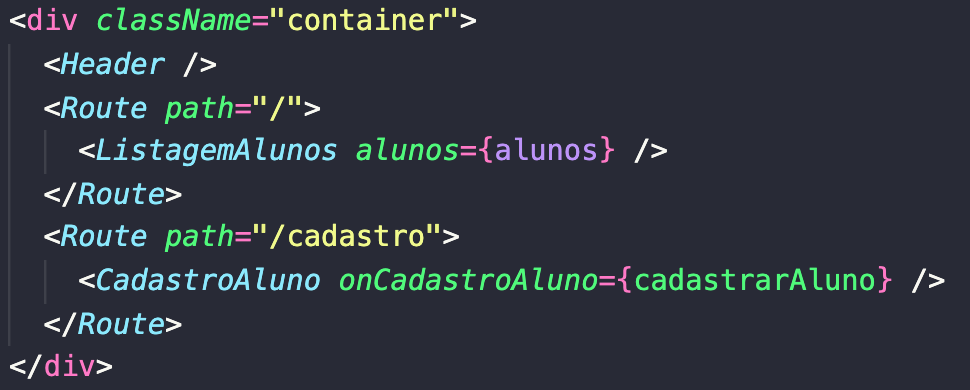 <div className="container">
<Header />
<Route path="/">
<ListagemAlunos alunos={alunos} />
</Route>
<Route path="/cadastro">
<CadastroAluno onCadastroAluno={cadastrarAluno} />
</Route>
</div>